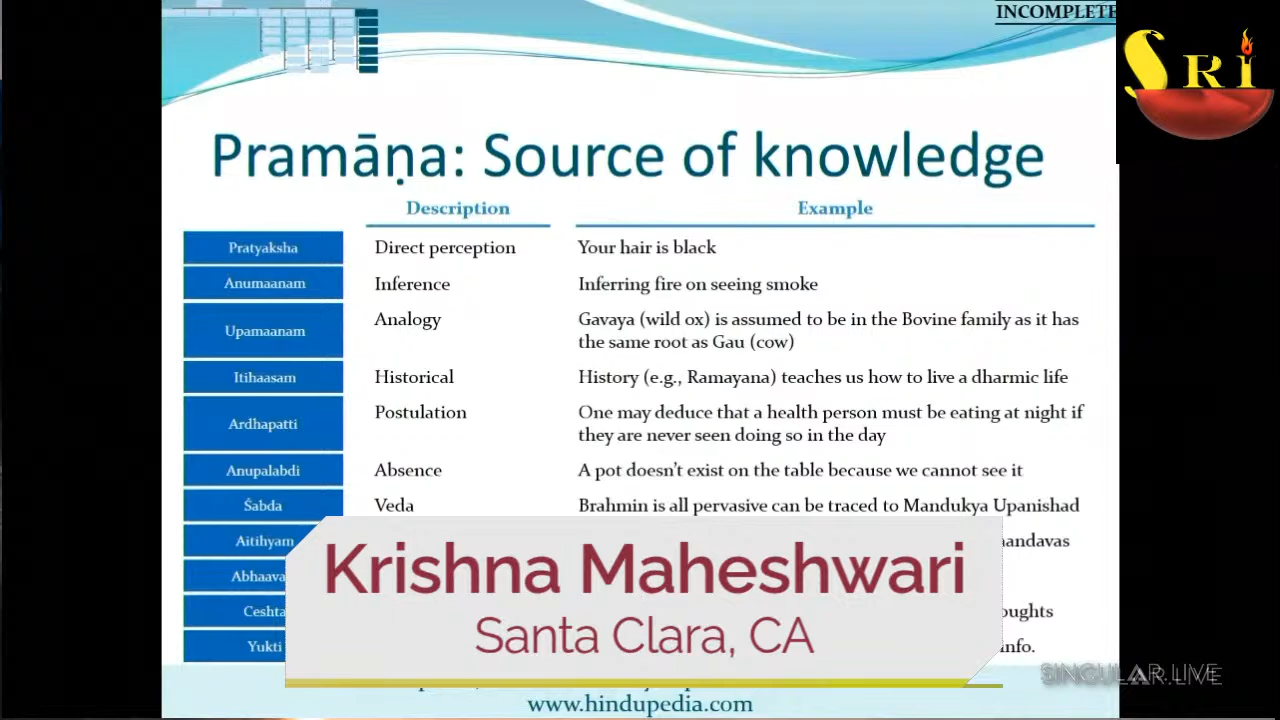 INCOMPLETE
SRI
Pramāṇa: Source of knowledge
Description Example
Pratyaksha Direct perception Your hair is black
Anumaanam Inference Inferring fire on seeing smoke
Upamaanam Analogy Gavaya (wild ox) is assumed to be in the Bovine family as it has
the same root as Gau (cow)
Itihaasam Historical History (e.g., Ramayana) teaches us how to live a dharmic life
Ardhapatti Postulation One may deduce that a health person must be eating at night if
they are never seen doing so in the day
Anupalabdi Absence A pot doesn't exist on the table because we cannot see it
Śabda Veda Brahmin is all pervasive can be traced to Mandukya Upanishad
Aitihyam
Ceshta
Yukti info.
Krishna Maheshwari
Santa Clara, CA
SINGULAR.LIVE
www.hindupedia.com